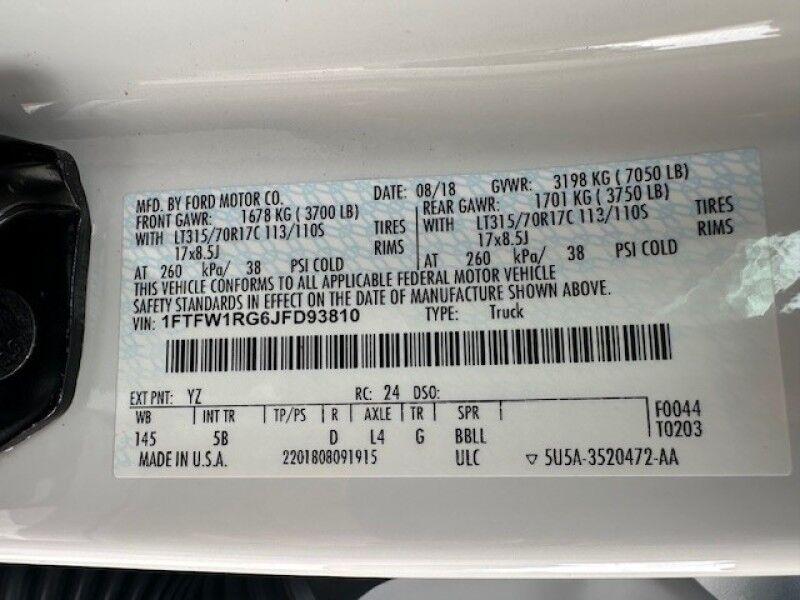 MFD. BY FORD MOTOR CO. DATE: 08/18 GVWR: 3198 KG ( 7050 LB)
FRONT GAWR: 1678 KG ( 3700 LB) REAR GAWR: 1701 KG ( 3750 LB)
WITH LT315/70R17C 113/110S TIRES WITH LT315/70R17C 113/110S TIRES
17x8.5J RIMS 17x8.5J RIMS
AT 260 kPa/ 38 PSI COLD AT 260 kPa/ 38 PSI COLD
THIS VEHICLE CONFORMS TO ALL APPLICABLE FEDERAL MOTOR VEHICLE
SAFETY STANDARDS IN EFFECT ON THE DATE OF MANUFACTURE SHOWN ABOVE.
VIN: 1FTFW1RG6JFD93810 TYPE: Truck
EXT PNT: YZ RC: 24 DSO:
WB INT TR TP/PS R AXLE TR SPR F0044
145 5B D L4 G BBLL T0203
MADE IN U.S.A. 2201808091915 ULC ▽ 5U5A-3520472-AA